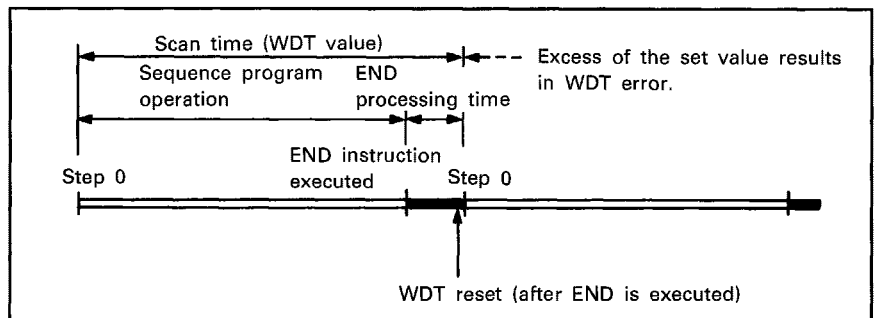 Scan time (WDT value)
Excess of the set value results
in WDT error.
Sequence program
operation
END
processing time
END instruction
executed
Step 0
Step 0
WDT reset (after END is executed)